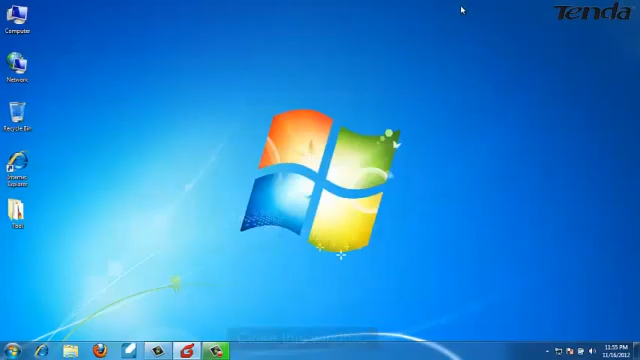 Tenda
Computer
Network
Recycle Bin
Internet
Explorer
Tool
11:55 PM
11/16/2012